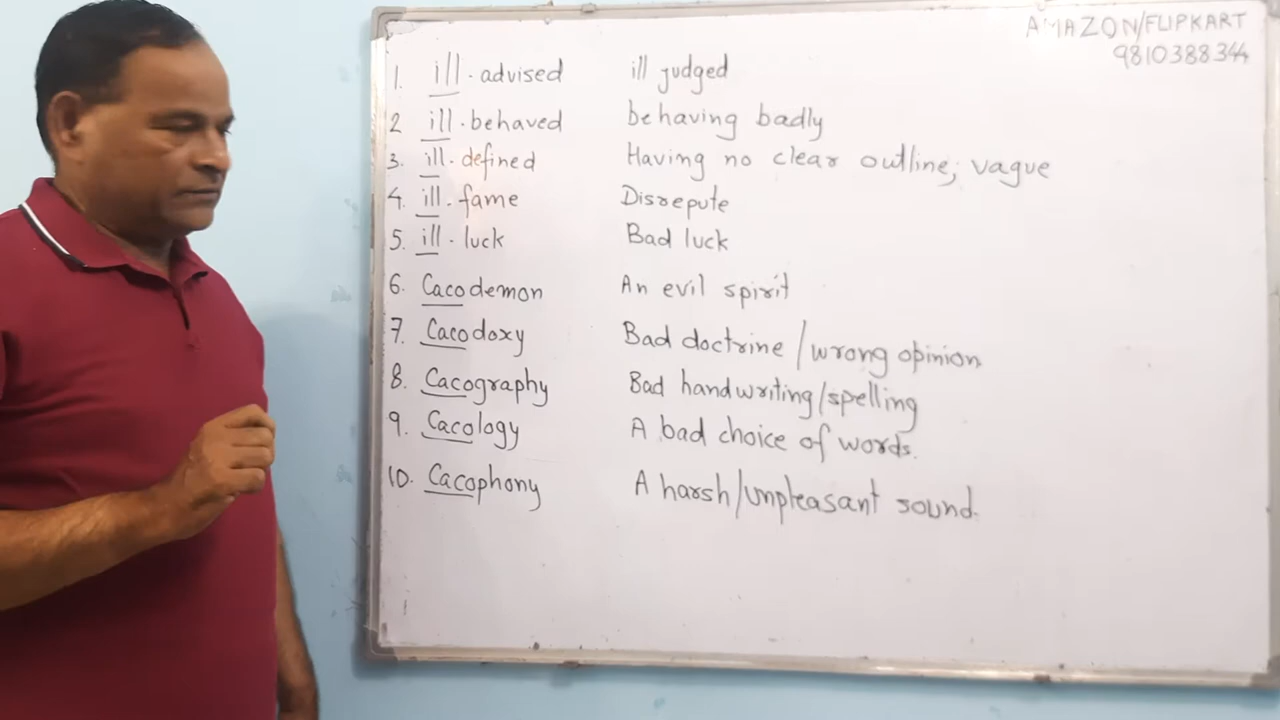 AMAZON/FLIPKART
9810388344
1. ill-advised ill judged
2 ill-behaved behaving badly
3. ill-defined Having no clear outline; vague
4. ill-fame Disrepute
5. ill-luck Bad luck
6. Cacodemon An evil spirit
7. Cacodoxy Bad doctrine/wrong opinion
8. Cacography Bad handwriting/spelling
9. Cacology A bad choice of words.
10. Cacophony A harsh/unpleasant sound.